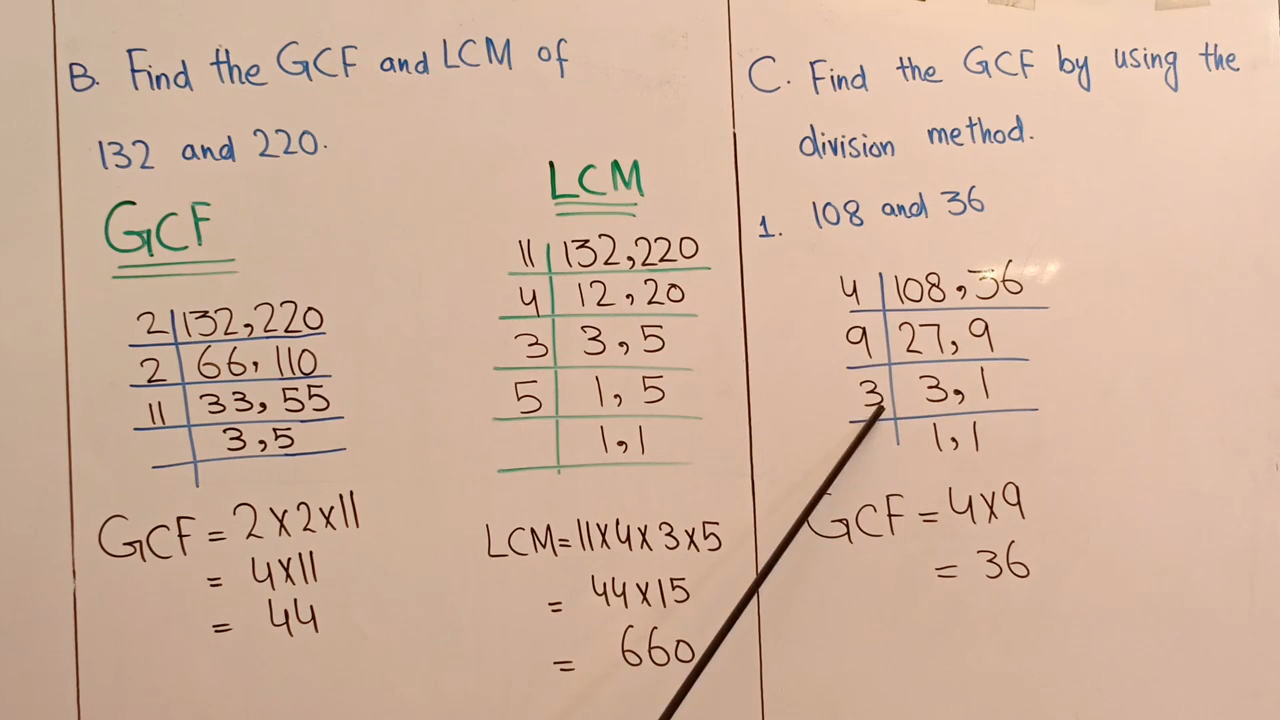 B. Find the GCF and LCM of
132 and 220.
GCF
2 | 132, 220
2 | 66, 110
11 | 33, 55
3, 5
GCF = 2 x 2 x 11
= 4 x 11
= 44
LCM
11 | 132, 220
4 | 12, 20
3 | 3, 5
5 | 1, 5
1, 1
LCM = 11 x 4 x 3 x 5
= 44 x 15
= 660
C. Find the GCF by using the
division method.
1. 108 and 36
4 | 108, 36
9 | 27, 9
3 | 3, 1
1, 1
GCF = 4 x 9
= 36